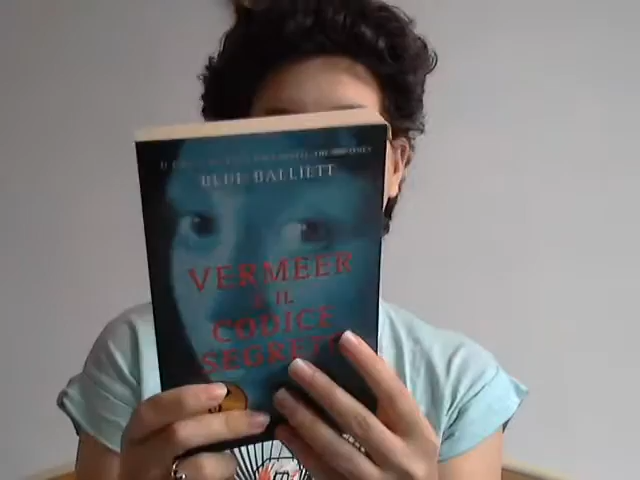 BLUE BALLIETT
VERMEER
E IL
CODICE
SEGRETO